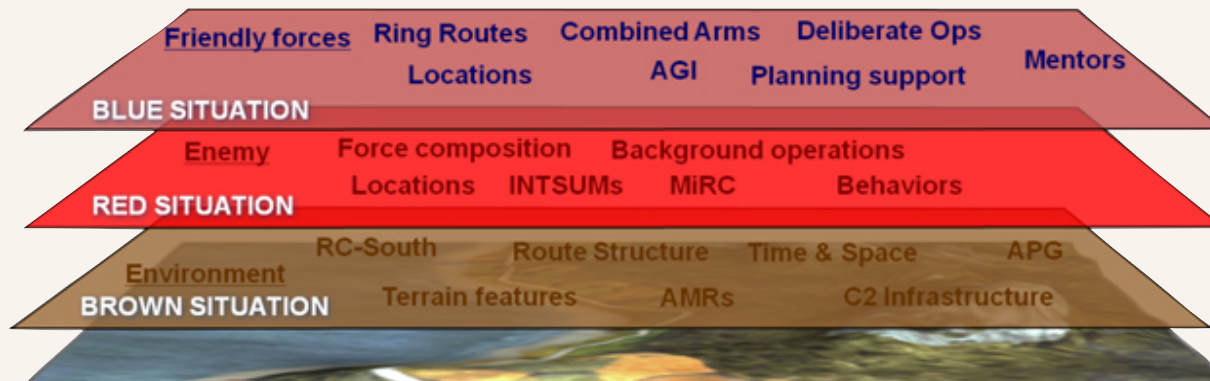 Friendly forces Ring Routes Combined Arms Deliberate Ops Mentors
Locations AGI Planning support
BLUE SITUATION
Enemy Force composition Background operations
Locations INTSUMs MiRC Behaviors
RED SITUATION
RC-South Route Structure Time & Space APG
Environment
Terrain features AMRs C2 Infrastructure
BROWN SITUATION